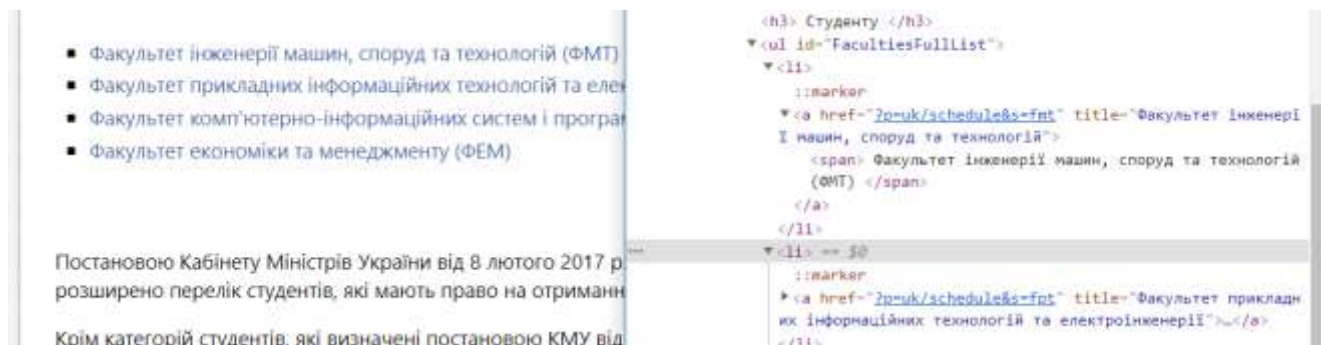 Факультет інженерії машин, споруд та технологій (ФМТ)
Факультет прикладних інформаційних технологій та елек
Факультет комп'ютерно-інформаційних систем і програ
Факультет економіки та менеджменту (ФЕМ)
Постановою Кабінету Міністрів України від 8 лютого 2017 р
розширено перелік студентів, які мають право на отриманн
Крім категорій студентів, які визначені постановою КМУ від
<h3> Студенту </h3>
▼<ul id="FacultiesFullList">
▼<li>
::marker
▼<a href="?p=uk/schedule&s=fmt" title="Факультет інженері
ї машин, споруд та технологій">
<span> Факультет інженерії машин, споруд та технологій
(ФМТ) </span>
</a>
</li>
… ▼<li> == $0
::marker
▶<a href="?p=uk/schedule&s=fpt" title="Факультет прикладн
их інформаційних технологій та електроінженерії">…</a>
</li>